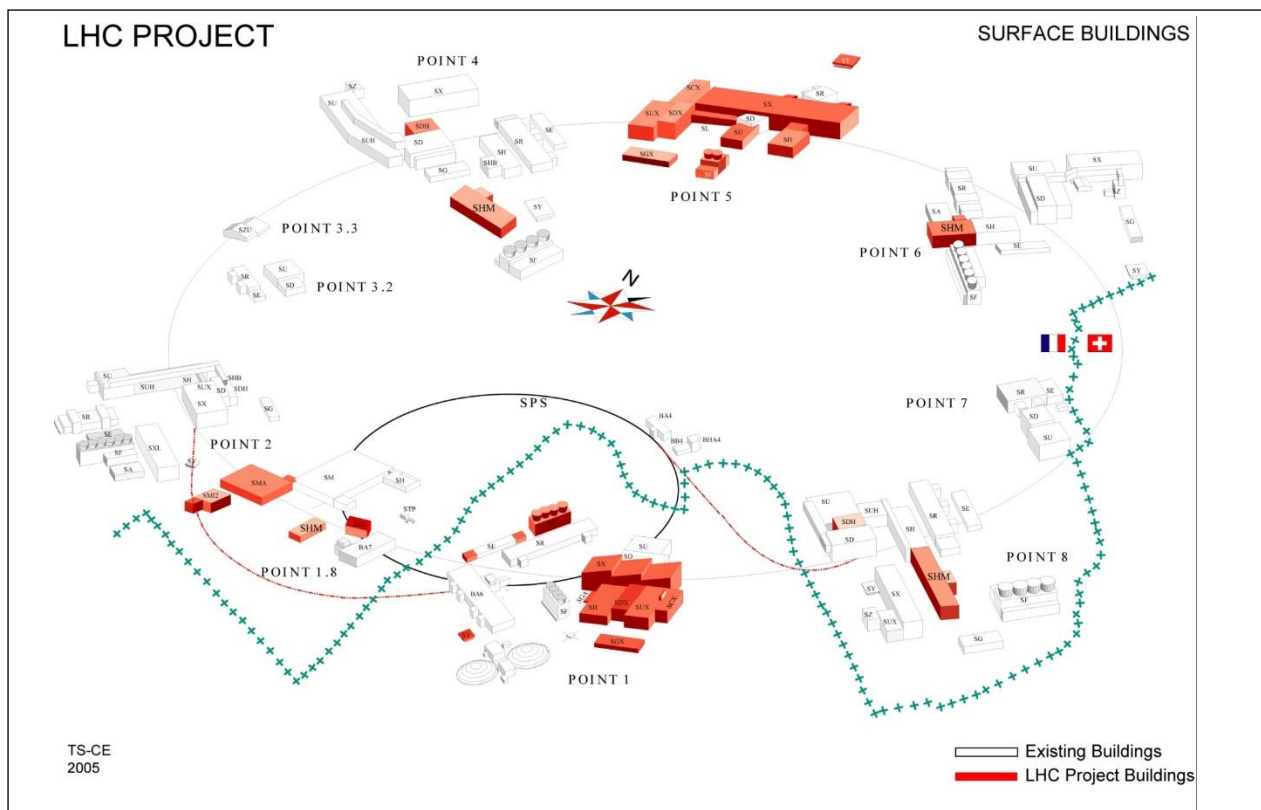 LHC PROJECT
SURFACE BUILDINGS
POINT 4
SZ
SU
SX
SUH
SDH
SD
SG
SH
SHB
SR
SE
SHM
SY
SF
SY
SCX
SUX
SDX
SX
SR
SL
SU
SD
SH
SGX
SF
POINT 5
SR
SA
SHM
SH
SE
SF
POINT 6
SU
SD
SX
SZ
SG
SY
SZU
POINT 3.3
SR
SU
SD
SE
POINT 3.2
N
SU
SUH
SH
SHB
SUX
SD
SDH
SX
SG
SR
SE
SF
SA
SXL
POINT 2
SPS
BA4
BB4
BHA4
POINT 7
SR
SE
SD
SU
SMI2
SMA
SM
SH
SHM
STP
BA7
POINT 1.8
SE
SR
SU
SD
SX
BA6
SF
SGA
SH
SDX
SUX
SCX
SGX
POINT 1
SU
SUH
SDH
SD
SH
SR
SE
SHM
POINT 8
SY
SX
SZ
SUX
SF
SG
TS-CE
2005
Existing Buildings
LHC Project Buildings